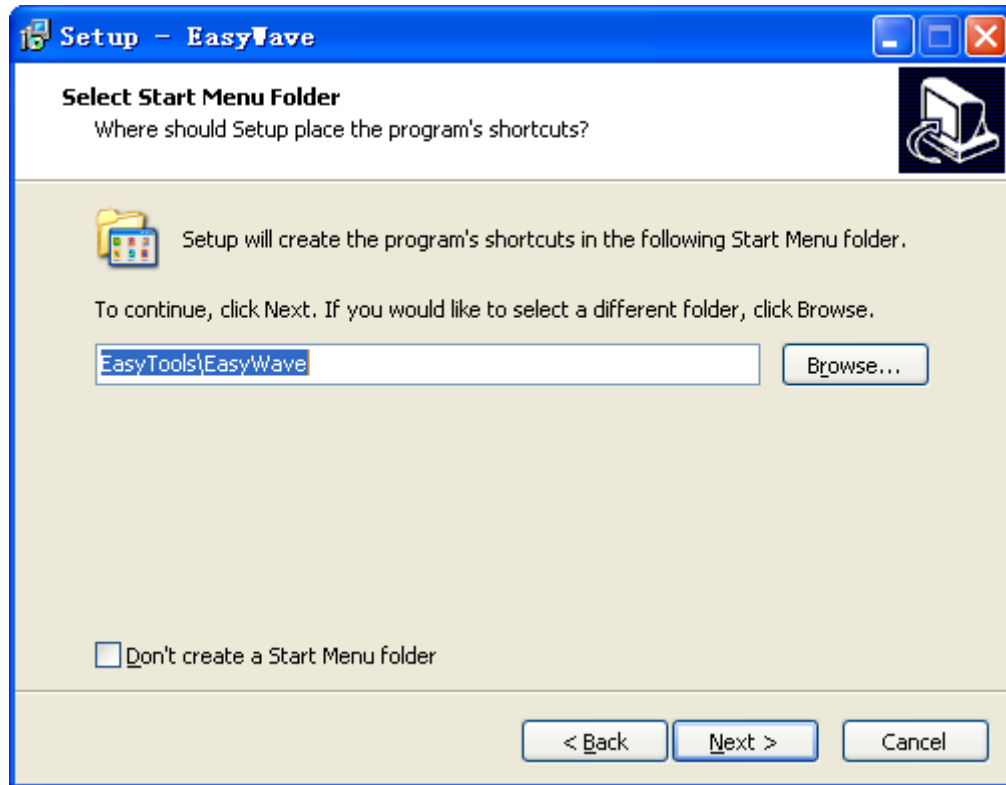 Setup - EasyWave
Select Start Menu Folder
Where should Setup place the program's shortcuts?
Setup will create the program's shortcuts in the following Start Menu folder.
To continue, click Next. If you would like to select a different folder, click Browse.
EasyTools\EasyWave
Browse...
Don't create a Start Menu folder
< Back
Next >
Cancel